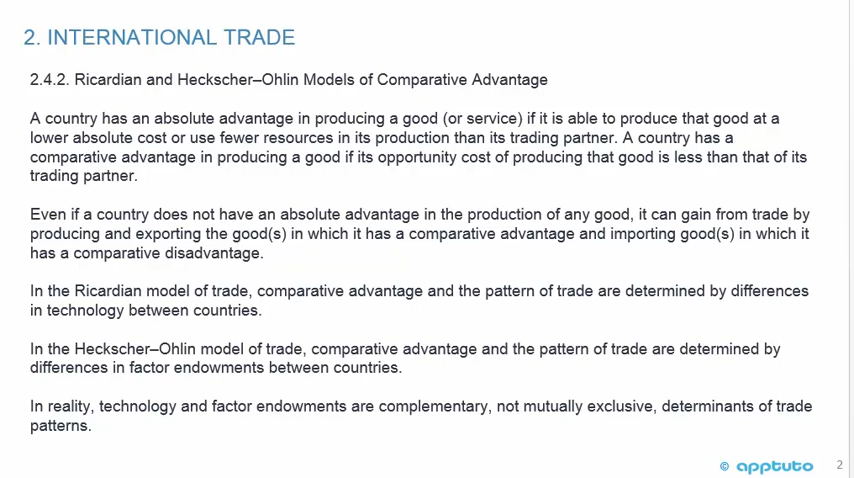 2. INTERNATIONAL TRADE
2.4.2. Ricardian and Heckscher–Ohlin Models of Comparative Advantage
A country has an absolute advantage in producing a good (or service) if it is able to produce that good at a
lower absolute cost or use fewer resources in its production than its trading partner. A country has a
comparative advantage in producing a good if its opportunity cost of producing that good is less than that of its
trading partner.
Even if a country does not have an absolute advantage in the production of any good, it can gain from trade by
producing and exporting the good(s) in which it has a comparative advantage and importing good(s) in which it
has a comparative disadvantage.
In the Ricardian model of trade, comparative advantage and the pattern of trade are determined by differences
in technology between countries.
In the Heckscher–Ohlin model of trade, comparative advantage and the pattern of trade are determined by
differences in factor endowments between countries.
In reality, technology and factor endowments are complementary, not mutually exclusive, determinants of trade
patterns.
© apptuto 2